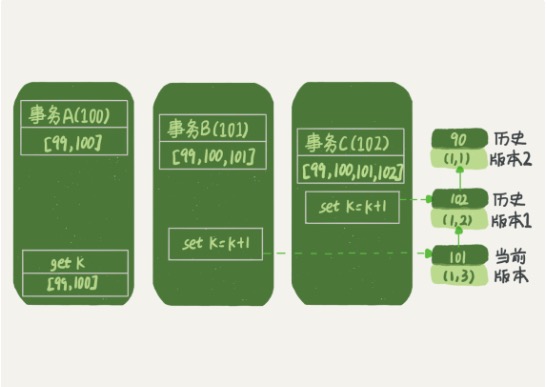 事务A(100)
[99,100]
get k
[99,100]
事务B(101)
[99,100,101]
set k=k+1
事务C(102)
[99,100,101,102]
set k=k+1
90
(1,1)
历史
版本2
102
(1,2)
历史
版本1
101
(1,3)
当前
版本